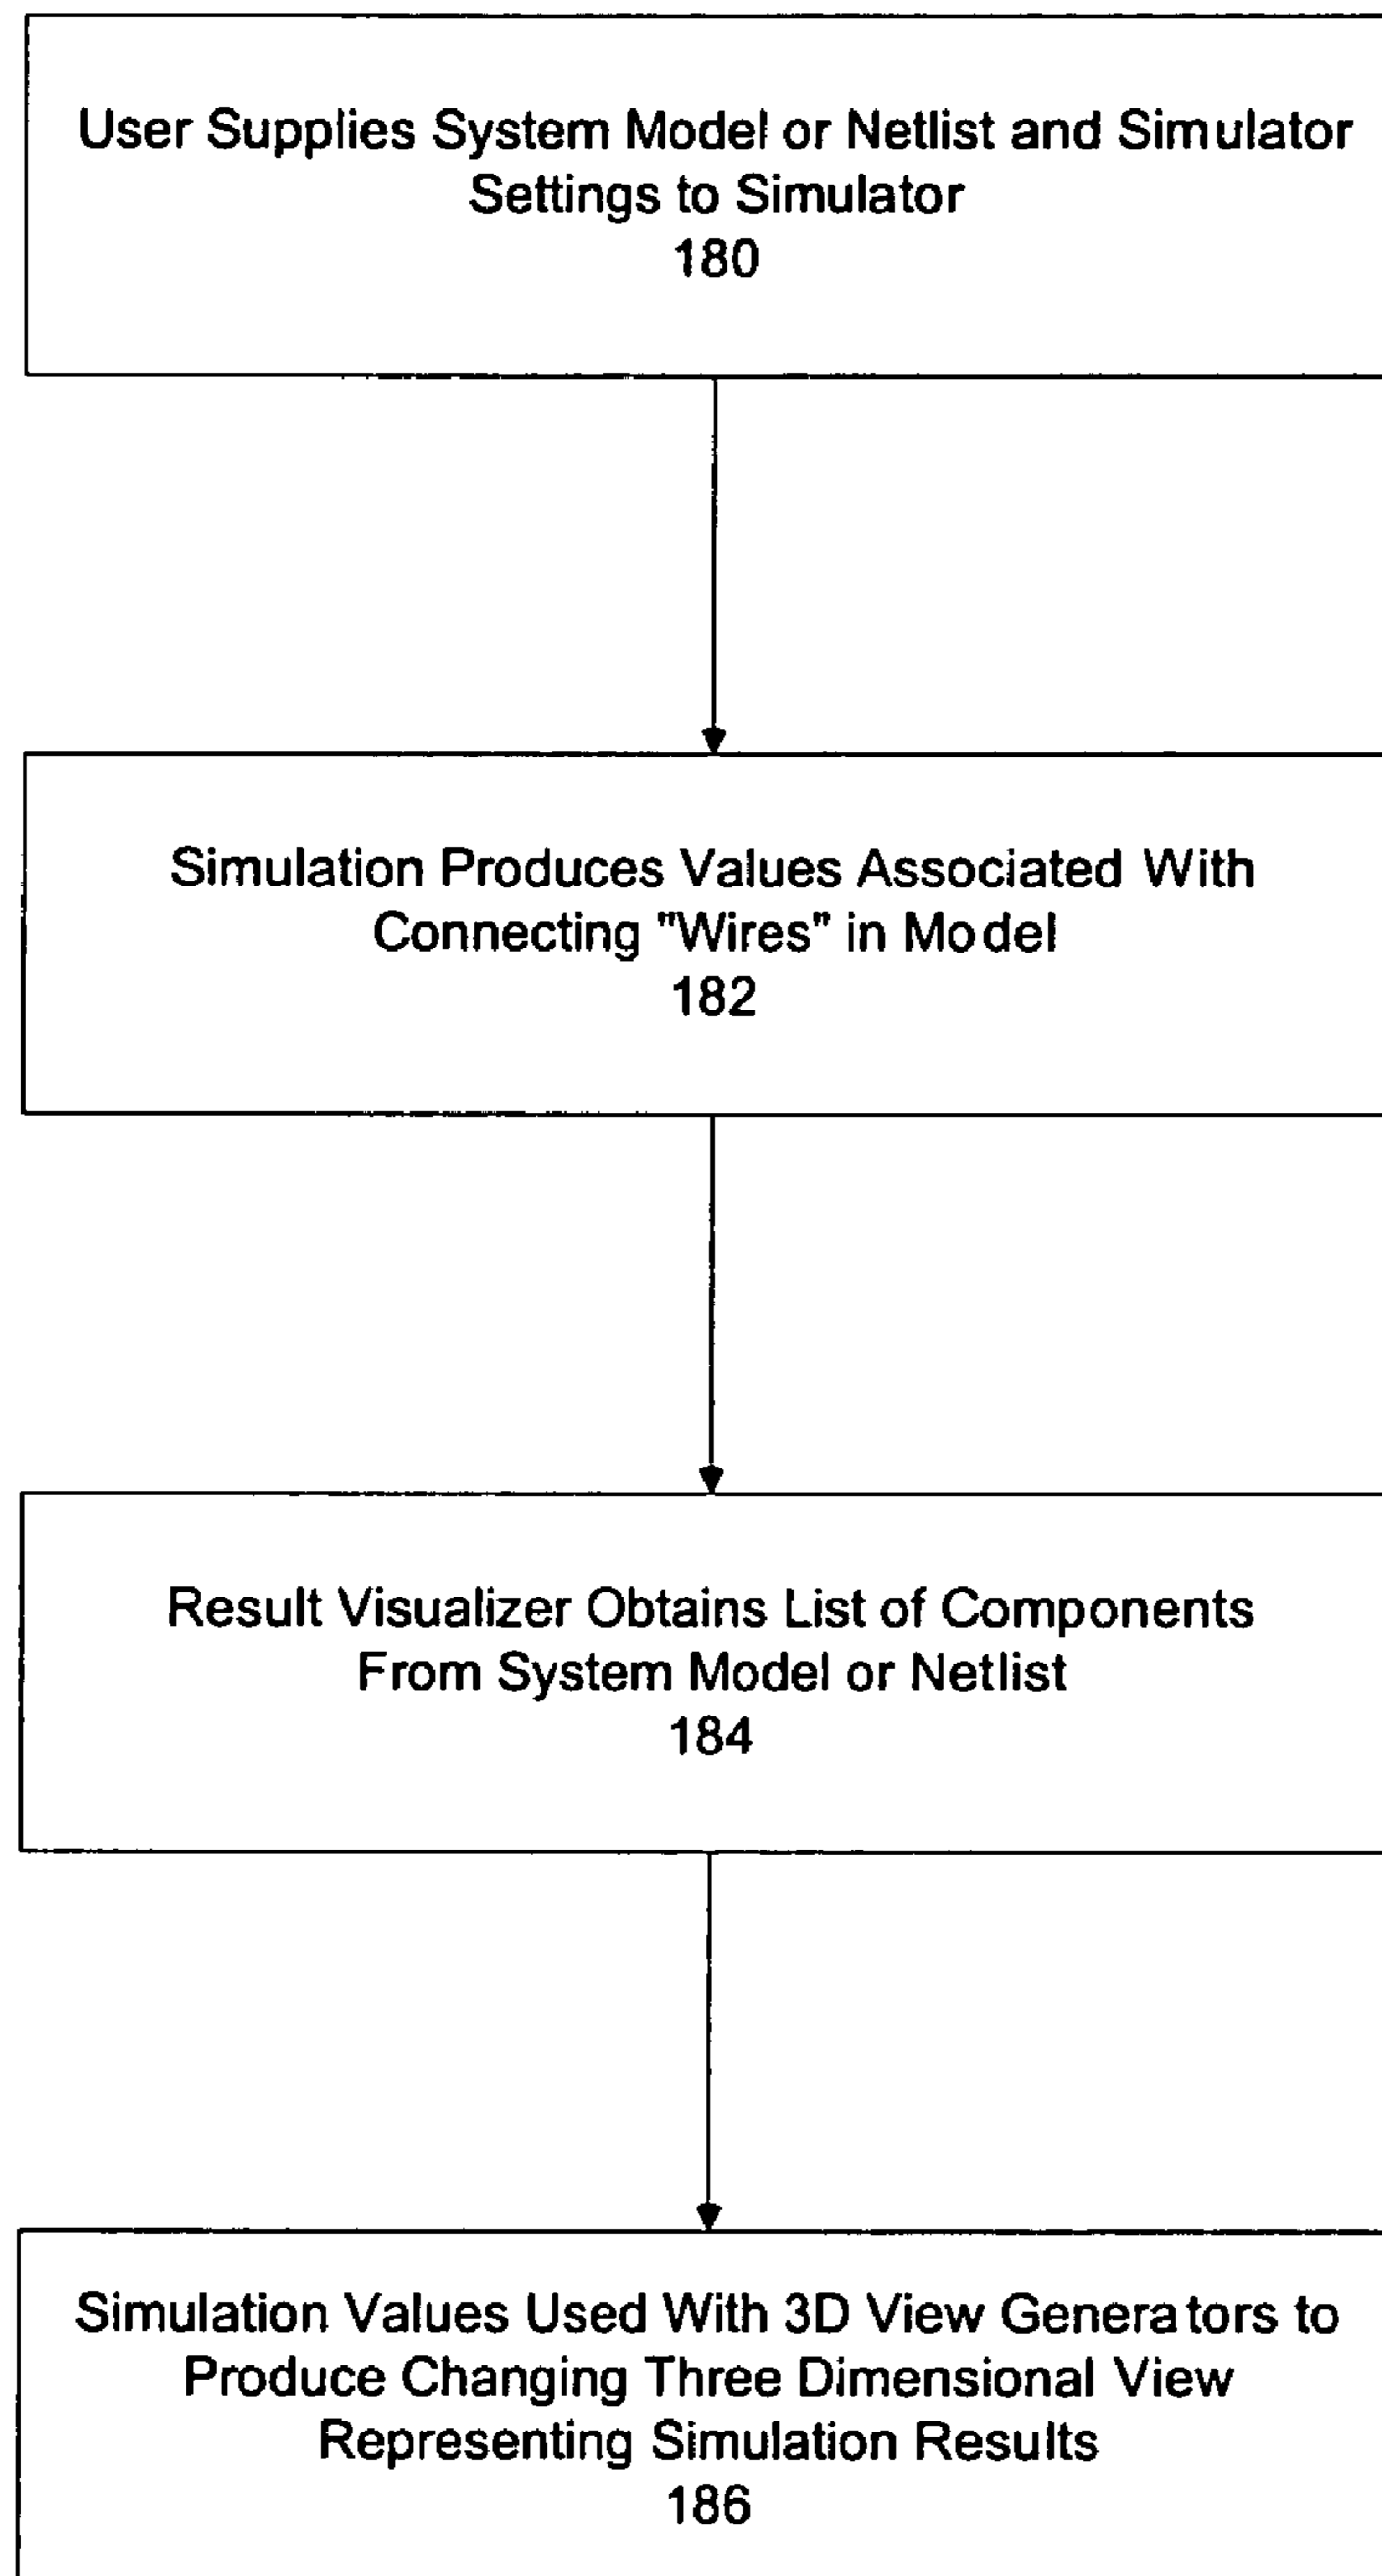 User Supplies System Model or Netlist and Simulator
Settings to Simulator
180
Simulation Produces Values Associated With
Connecting "Wires" in Model
182
Result Visualizer Obtains List of Components
From System Model or Netlist
184
Simulation Values Used With 3D View Generators to
Produce Changing Three Dimensional View
Representing Simulation Results
186